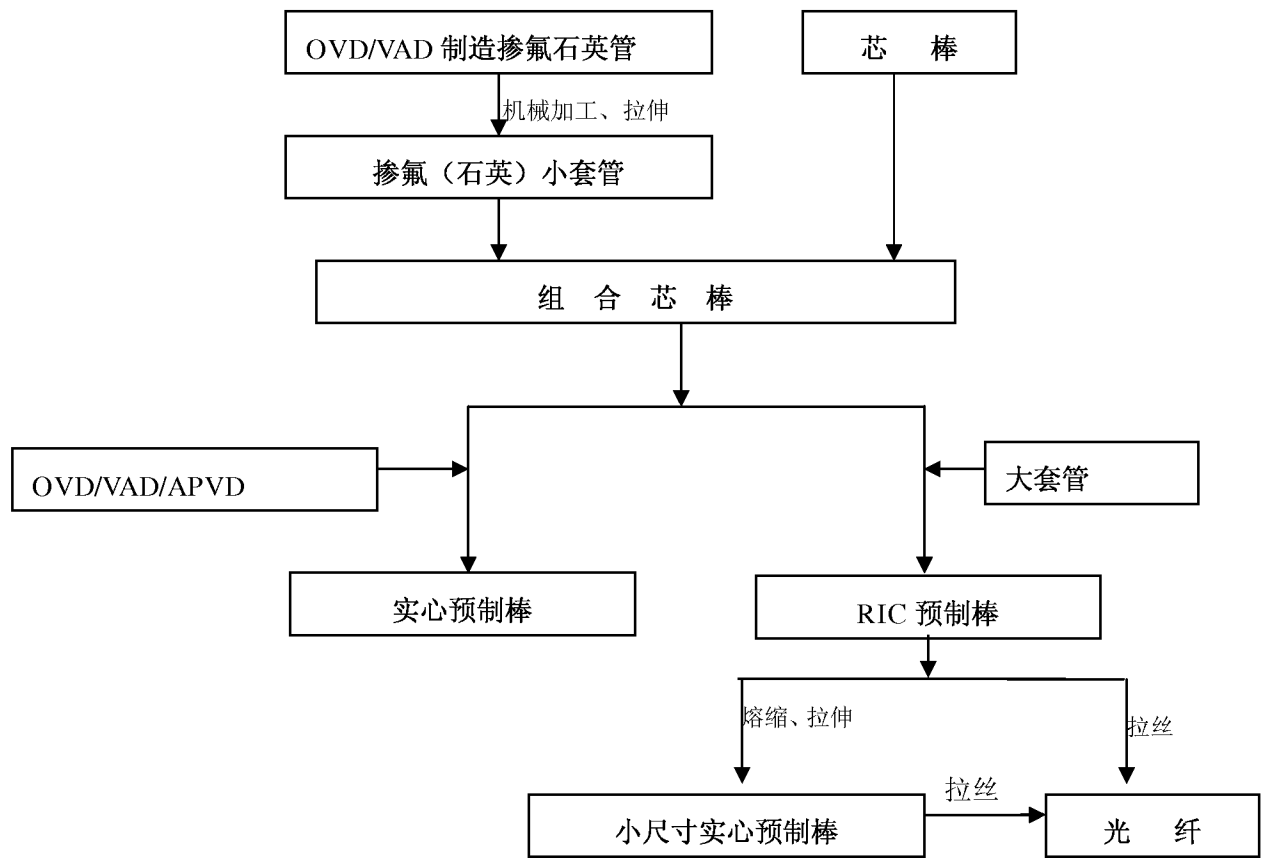 OVD/VAD 制造掺氟石英管
芯 棒
机械加工、拉伸
掺氟（石英）小套管
组 合 芯 棒
OVD/VAD/APVD
大套管
实心预制棒
RIC 预制棒
熔缩、拉伸
拉丝
拉丝
小尺寸实心预制棒
光 纤